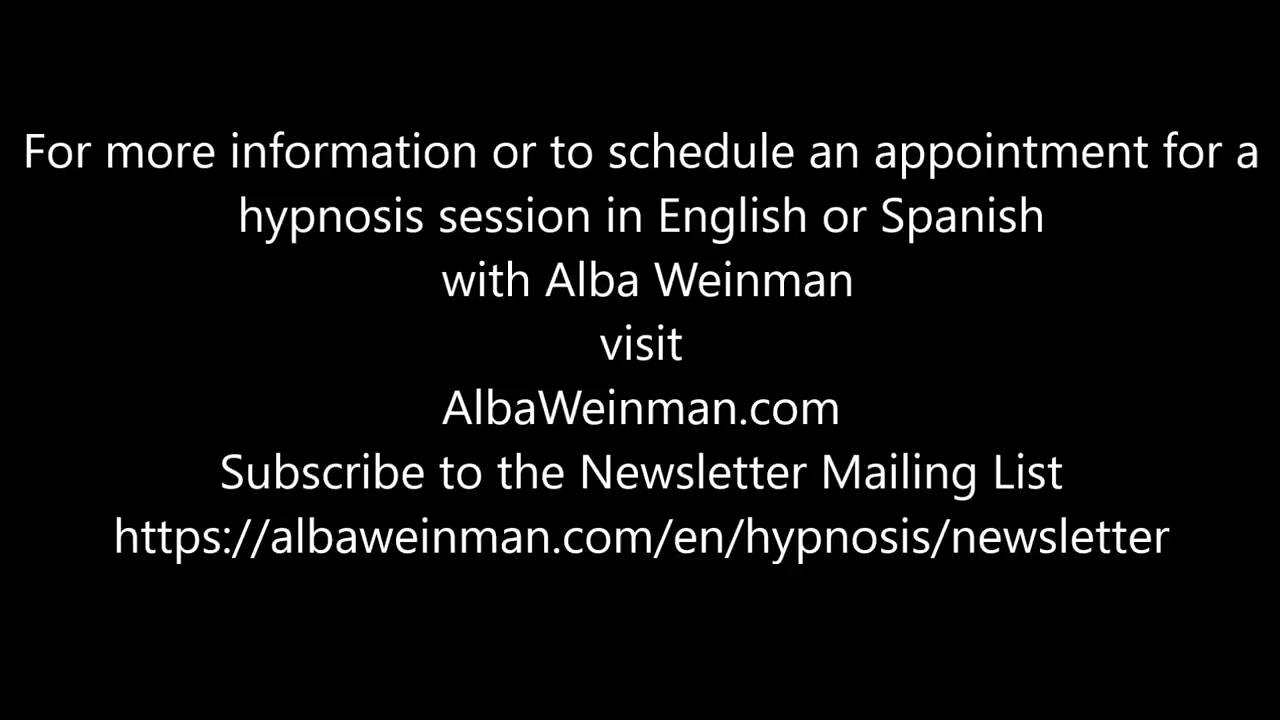 For more information or to schedule an appointment for a
hypnosis session in English or Spanish
with Alba Weinman
visit
AlbaWeinman.com
Subscribe to the Newsletter Mailing List
https://albaweinman.com/en/hypnosis/newsletter